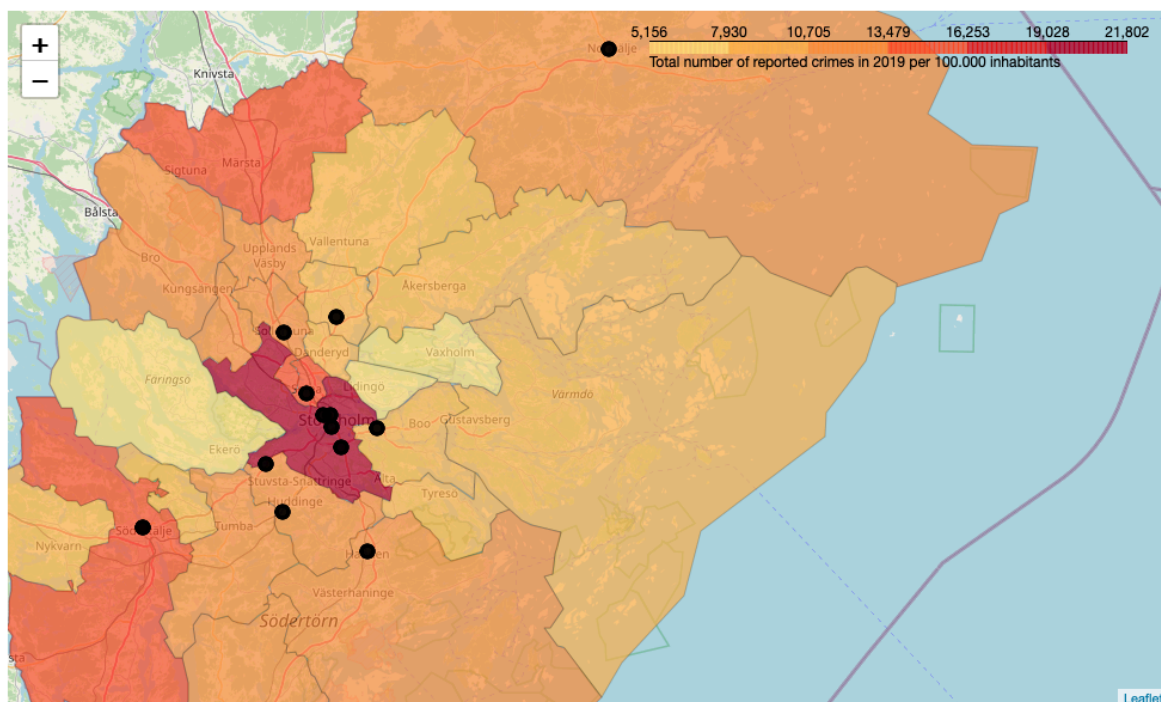 +
−
5,156 7,930 10,705 13,479 16,253 19,028 21,802
Total number of reported crimes in 2019 per 100.000 inhabitants
Knivsta
Sigtuna
Märsta
Bålsta
Vallentuna
Upplands
Väsby
Bro
Kungsängen
Åkersberga
Danderyd
Vaxholm
Färingsö
Lidingö
Värmdö
Boo
Gustavsberg
Ekerö
Stuvsta-Snättringe
Älta
Tyresö
Huddinge
Tumba
Nykvarn
Västerhaninge
Södertörn
Leaflet